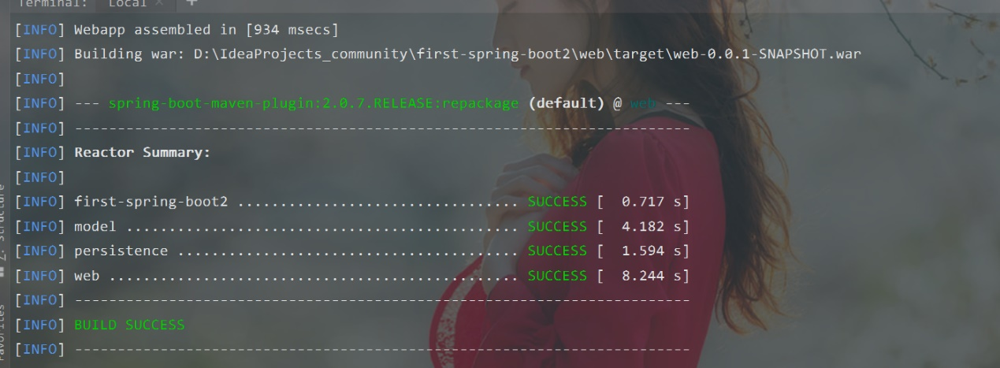 Terminal: Local × +
[INFO] Webapp assembled in [934 msecs]
[INFO] Building war: D:\IdeaProjects_community\first-spring-boot2\web\target\web-0.0.1-SNAPSHOT.war
[INFO]
[INFO] --- spring-boot-maven-plugin:2.0.7.RELEASE:repackage (default) @ web ---
[INFO] ------------------------------------------------------------------------
[INFO] Reactor Summary:
[INFO]
[INFO] first-spring-boot2 ................................. SUCCESS [  0.717 s]
[INFO] model .............................................. SUCCESS [  4.182 s]
[INFO] persistence ........................................ SUCCESS [  1.594 s]
[INFO] web ................................................ SUCCESS [  8.244 s]
[INFO] ------------------------------------------------------------------------
[INFO] BUILD SUCCESS
[INFO] ------------------------------------------------------------------------
Z: Structure
Favorites